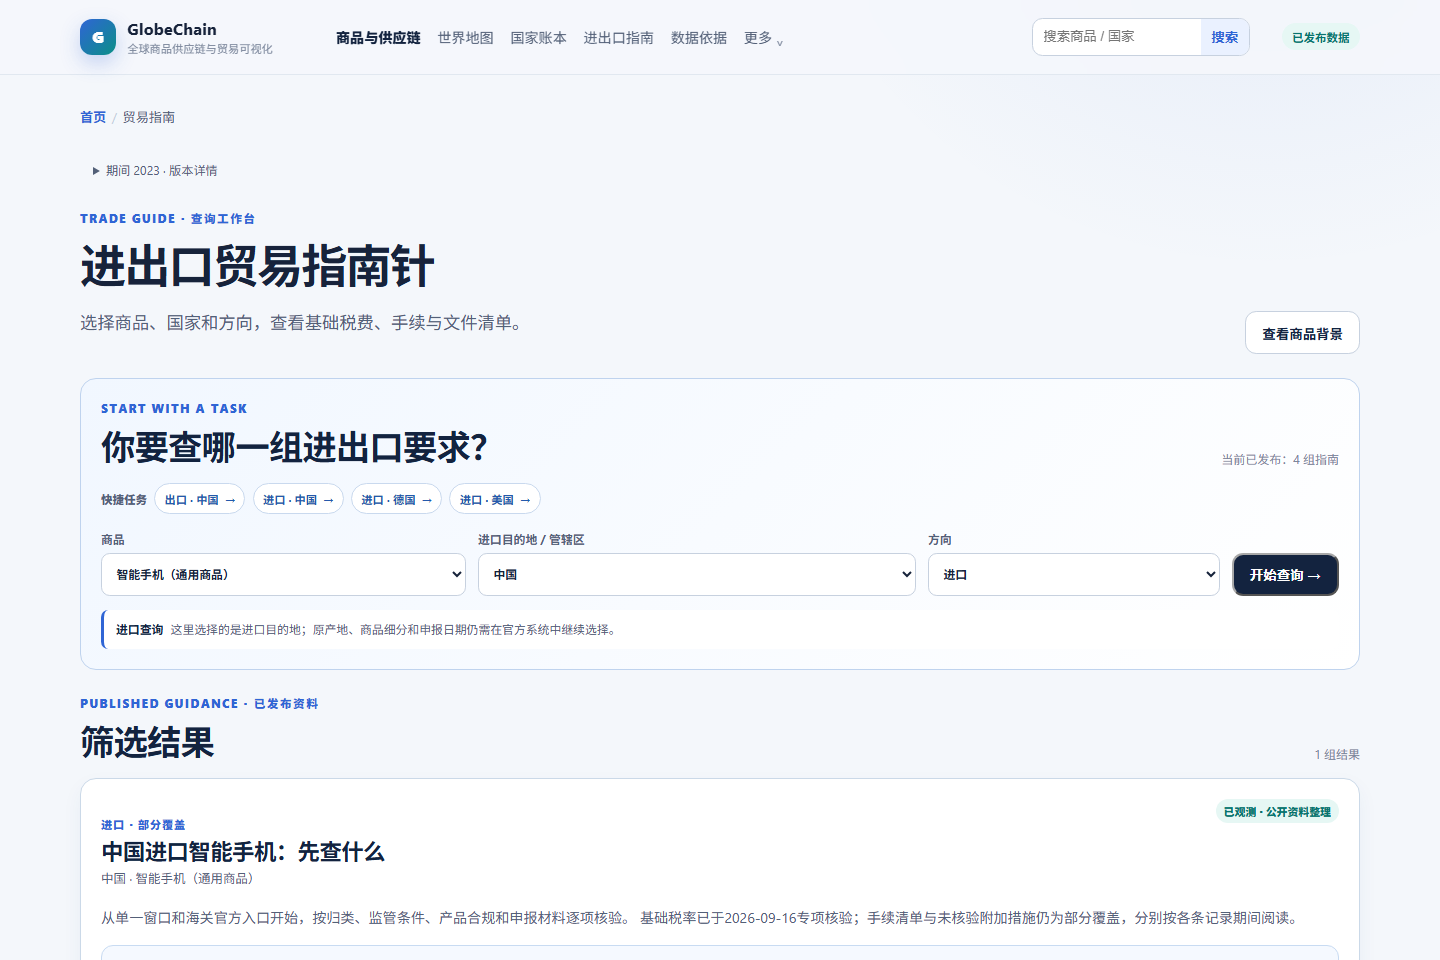 G
GlobeChain
全球商品供应链与贸易可视化
商品与供应链 世界地图 国家账本 进出口指南 数据依据 更多
搜索商品 / 国家 搜索
已发布数据
首页 / 贸易指南
▶ 期间 2023 · 版本详情
TRADE GUIDE · 查询工作台
进出口贸易指南针
选择商品、国家和方向，查看基础税费、手续与文件清单。
查看商品背景
START WITH A TASK
你要查哪一组进出口要求？
当前已发布：4 组指南
快捷任务 出口 · 中国 → 进口 · 中国 → 进口 · 德国 → 进口 · 美国 →
商品 进口目的地 / 管辖区 方向
智能手机（通用商品） 中国 进口 开始查询 →
进口查询 这里选择的是进口目的地；原产地、商品细分和申报日期仍需在官方系统中继续选择。
PUBLISHED GUIDANCE · 已发布资料
筛选结果
1 组结果
已观测 · 公开资料整理
进口 · 部分覆盖
中国进口智能手机：先查什么
中国 · 智能手机（通用商品）
从单一窗口和海关官方入口开始，按归类、监管条件、产品合规和申报材料逐项核验。 基础税率已于2026-09-16专项核验；手续清单与未核验附加措施仍为部分覆盖，分别按各条记录期间阅读。